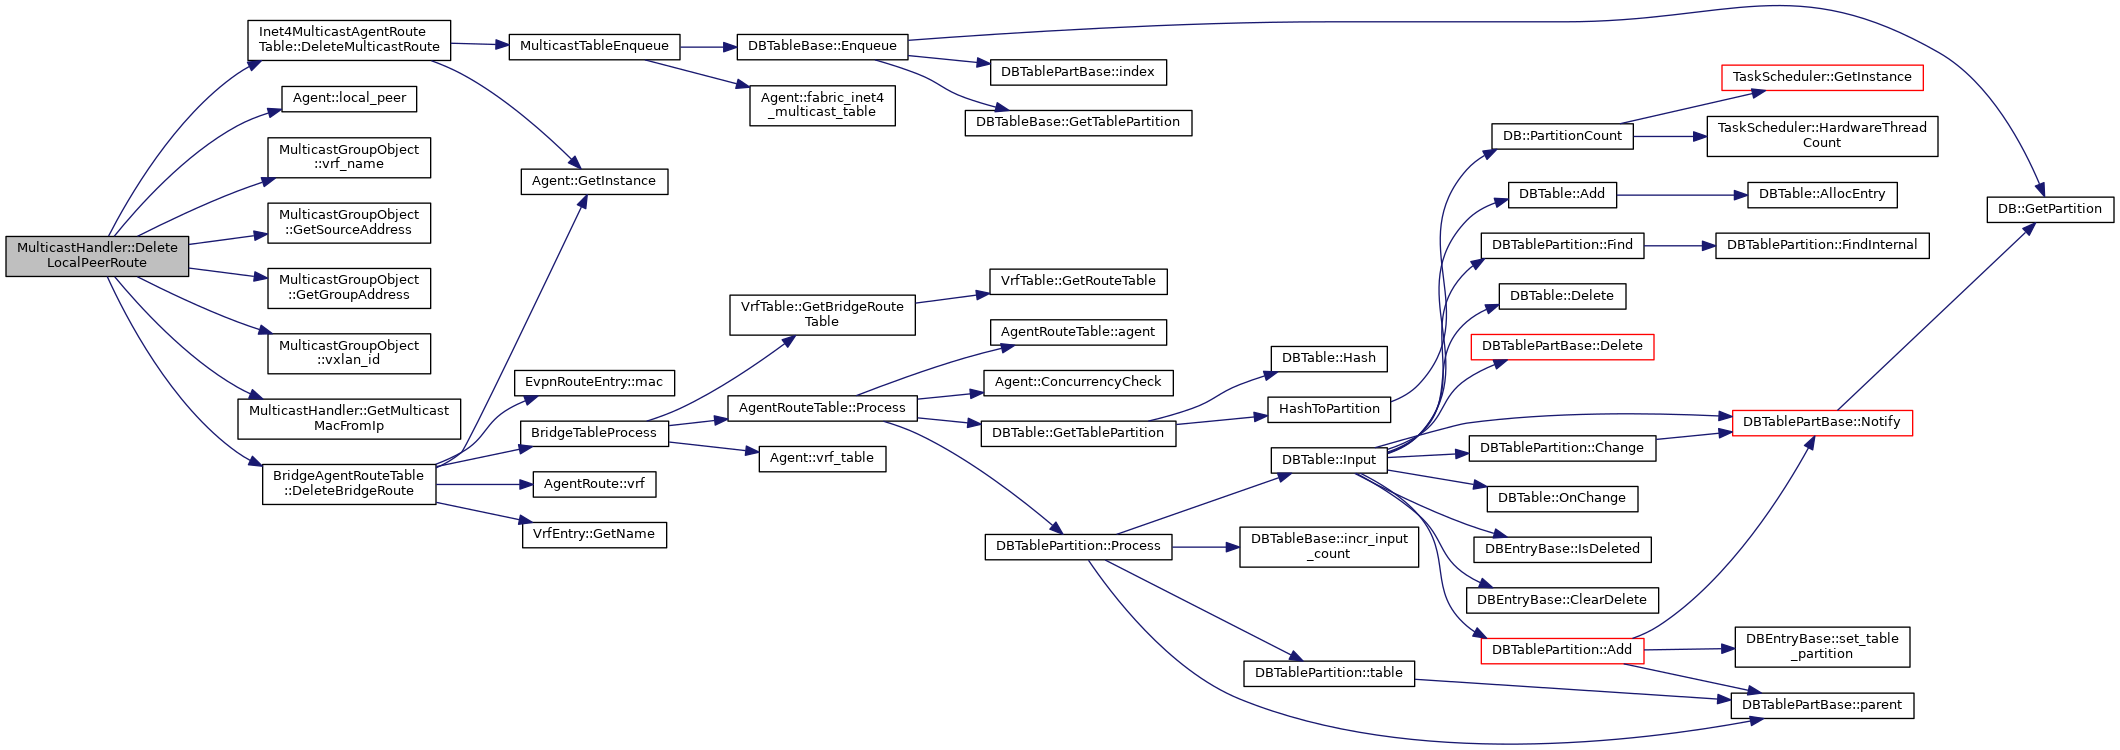 MulticastHandler::Delete
LocalPeerRoute
Inet4MulticastAgentRoute
Table::DeleteMulticastRoute
Agent::local_peer
MulticastGroupObject
::vrf_name
MulticastGroupObject
::GetSourceAddress
MulticastGroupObject
::GetGroupAddress
MulticastGroupObject
::vxlan_id
MulticastHandler::GetMulticast
MacFromIp
BridgeAgentRouteTable
::DeleteBridgeRoute
MulticastTableEnqueue
Agent::GetInstance
EvpnRouteEntry::mac
BridgeTableProcess
AgentRoute::vrf
VrfEntry::GetName
DBTableBase::Enqueue
Agent::fabric_inet4
_multicast_table
VrfTable::GetBridgeRoute
Table
AgentRouteTable::Process
Agent::vrf_table
DBTablePartBase::index
DBTableBase::GetTablePartition
VrfTable::GetRouteTable
AgentRouteTable::agent
Agent::ConcurrencyCheck
DBTable::GetTablePartition
DBTablePartition::Process
DBTable::Hash
HashToPartition
DBTable::Input
DBTableBase::incr_input
_count
DBTablePartition::table
DB::PartitionCount
DBTable::Add
DBTablePartition::Find
DBTable::Delete
DBTablePartBase::Delete
DBTablePartition::Change
DBTable::OnChange
DBEntryBase::IsDeleted
DBEntryBase::ClearDelete
DBTablePartition::Add
TaskScheduler::GetInstance
TaskScheduler::HardwareThread
Count
DBTable::AllocEntry
DBTablePartition::FindInternal
DBTablePartBase::Notify
DBEntryBase::set_table
_partition
DBTablePartBase::parent
DB::GetPartition